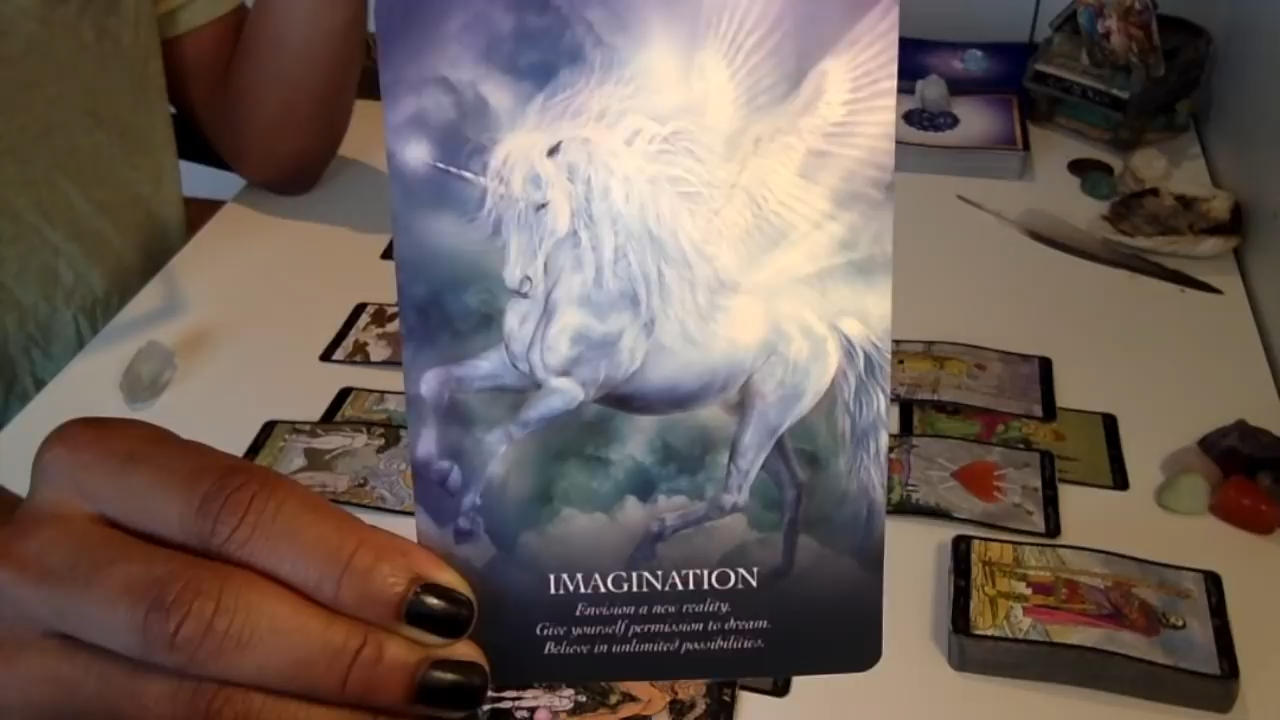 IMAGINATION
Envision a new reality.
Give yourself permission to dream.
Believe in unlimited possibilities.